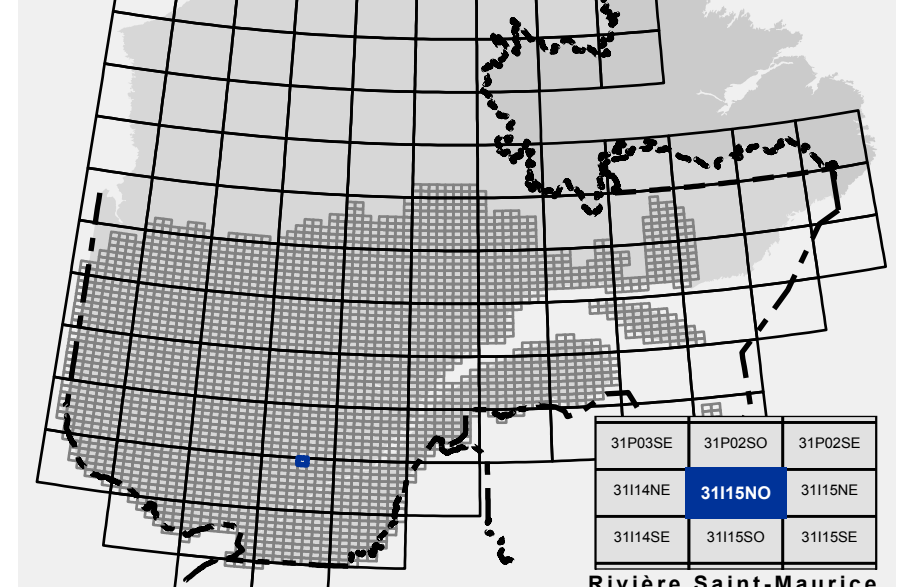 31P03SE 31P02SO 31P02SE
31I14NE 31I15NO 31I15NE
31I14SE 31I15SO 31I15SE
Rivière Saint-Maurice